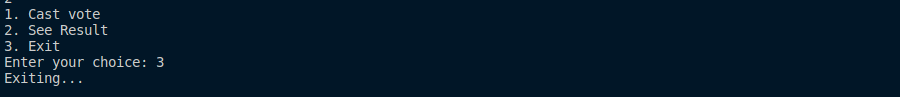 1. Cast vote
2. See Result
3. Exit
Enter your choice: 3
Exiting...